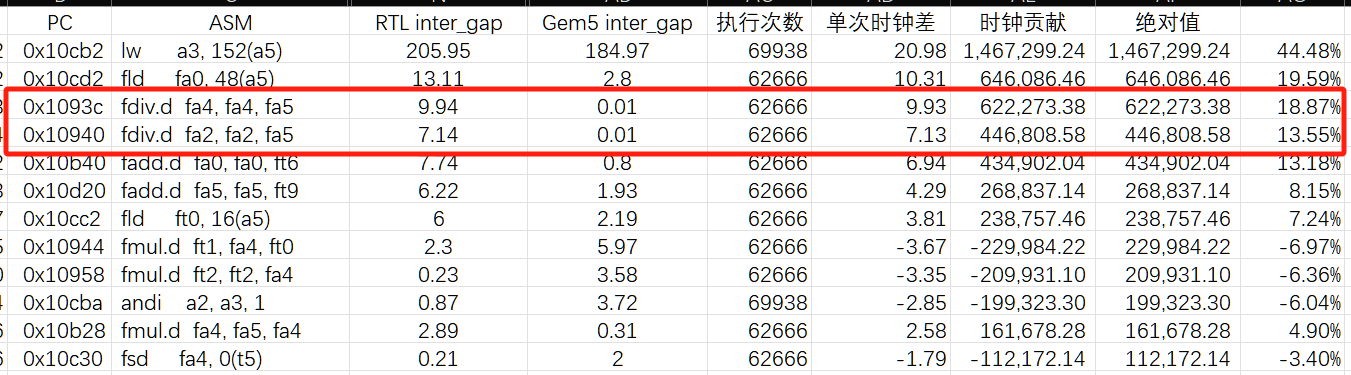 PC ASM RTL inter_gap Gem5 inter_gap 执行次数 单次时钟差 时钟贡献 绝对值
0x10cb2 lw a3, 152(a5) 205.95 184.97 69938 20.98 1,467,299.24 1,467,299.24 44.48%
0x10cd2 fld fa0, 48(a5) 13.11 2.8 62666 10.31 646,086.46 646,086.46 19.59%
0x1093c fdiv.d fa4, fa4, fa5 9.94 0.01 62666 9.93 622,273.38 622,273.38 18.87%
0x10940 fdiv.d fa2, fa2, fa5 7.14 0.01 62666 7.13 446,808.58 446,808.58 13.55%
0x10b40 fadd.d fa0, fa0, ft6 7.74 0.8 62666 6.94 434,902.04 434,902.04 13.18%
0x10d20 fadd.d fa5, fa5, ft9 6.22 1.93 62666 4.29 268,837.14 268,837.14 8.15%
0x10cc2 fld ft0, 16(a5) 6 2.19 62666 3.81 238,757.46 238,757.46 7.24%
0x10944 fmul.d ft1, fa4, ft0 2.3 5.97 62666 -3.67 -229,984.22 229,984.22 -6.97%
0x10958 fmul.d ft2, ft2, fa4 0.23 3.58 62666 -3.35 -209,931.10 209,931.10 -6.36%
0x10cba andi a2, a3, 1 0.87 3.72 69938 -2.85 -199,323.30 199,323.30 -6.04%
0x10b28 fmul.d fa4, fa5, fa4 2.89 0.31 62666 2.58 161,678.28 161,678.28 4.90%
0x10c30 fsd fa4, 0(t5) 0.21 2 62666 -1.79 -112,172.14 112,172.14 -3.40%